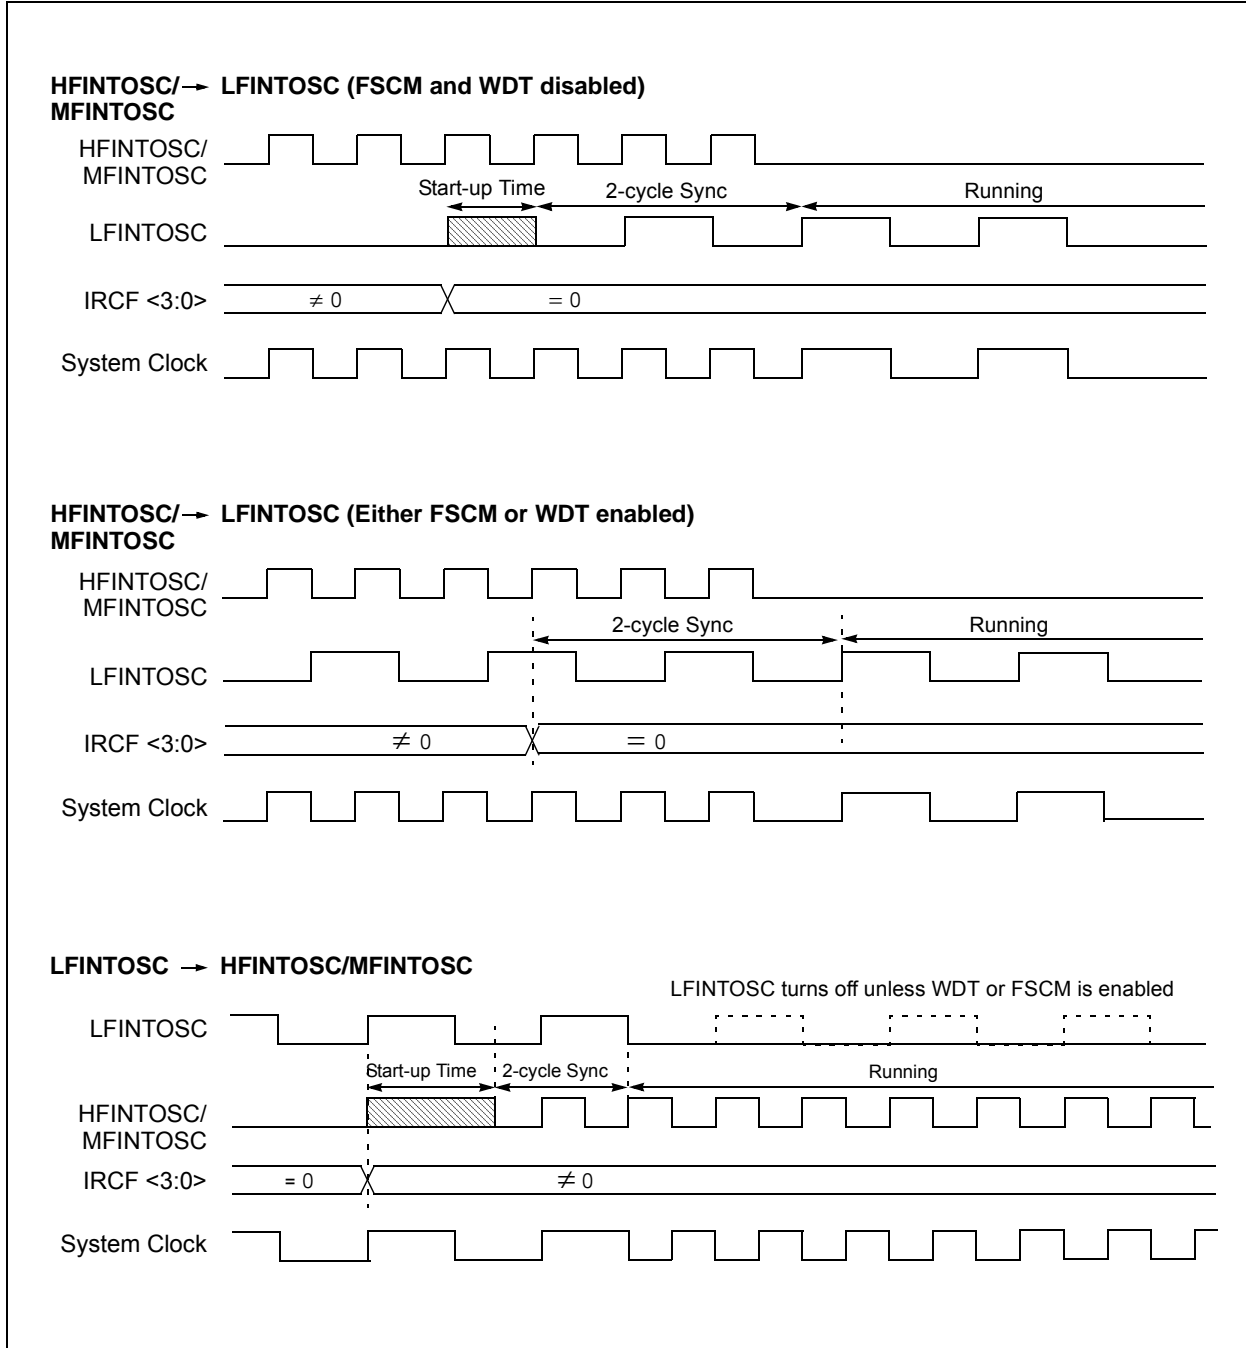 HFINTOSC/→ LFINTOSC (FSCM and WDT disabled)
MFINTOSC
HFINTOSC/
MFINTOSC
Start-up Time 2-cycle Sync Running
LFINTOSC
IRCF <3:0> ≠ 0 = 0
System Clock
HFINTOSC/→ LFINTOSC (Either FSCM or WDT enabled)
MFINTOSC
HFINTOSC/
MFINTOSC
2-cycle Sync Running
LFINTOSC
IRCF <3:0> ≠ 0 = 0
System Clock
LFINTOSC → HFINTOSC/MFINTOSC
LFINTOSC turns off unless WDT or FSCM is enabled
LFINTOSC
Start-up Time 2-cycle Sync Running
HFINTOSC/
MFINTOSC
IRCF <3:0> = 0 ≠ 0
System Clock